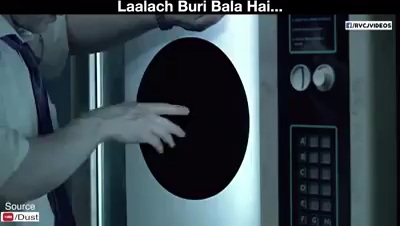 Laalach Buri Bala Hai...
f/RVCJVIDEOS
A
B
C
D
E
F G H
Source
/Dust